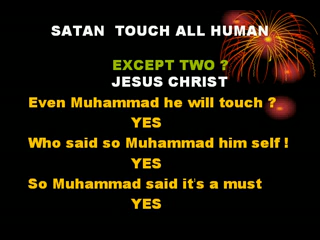 SATAN TOUCH ALL HUMAN
EXCEPT TWO ?
JESUS CHRIST
Even Muhammad he will touch ?
YES
Who said so Muhammad him self !
YES
So Muhammad said it's a must
YES